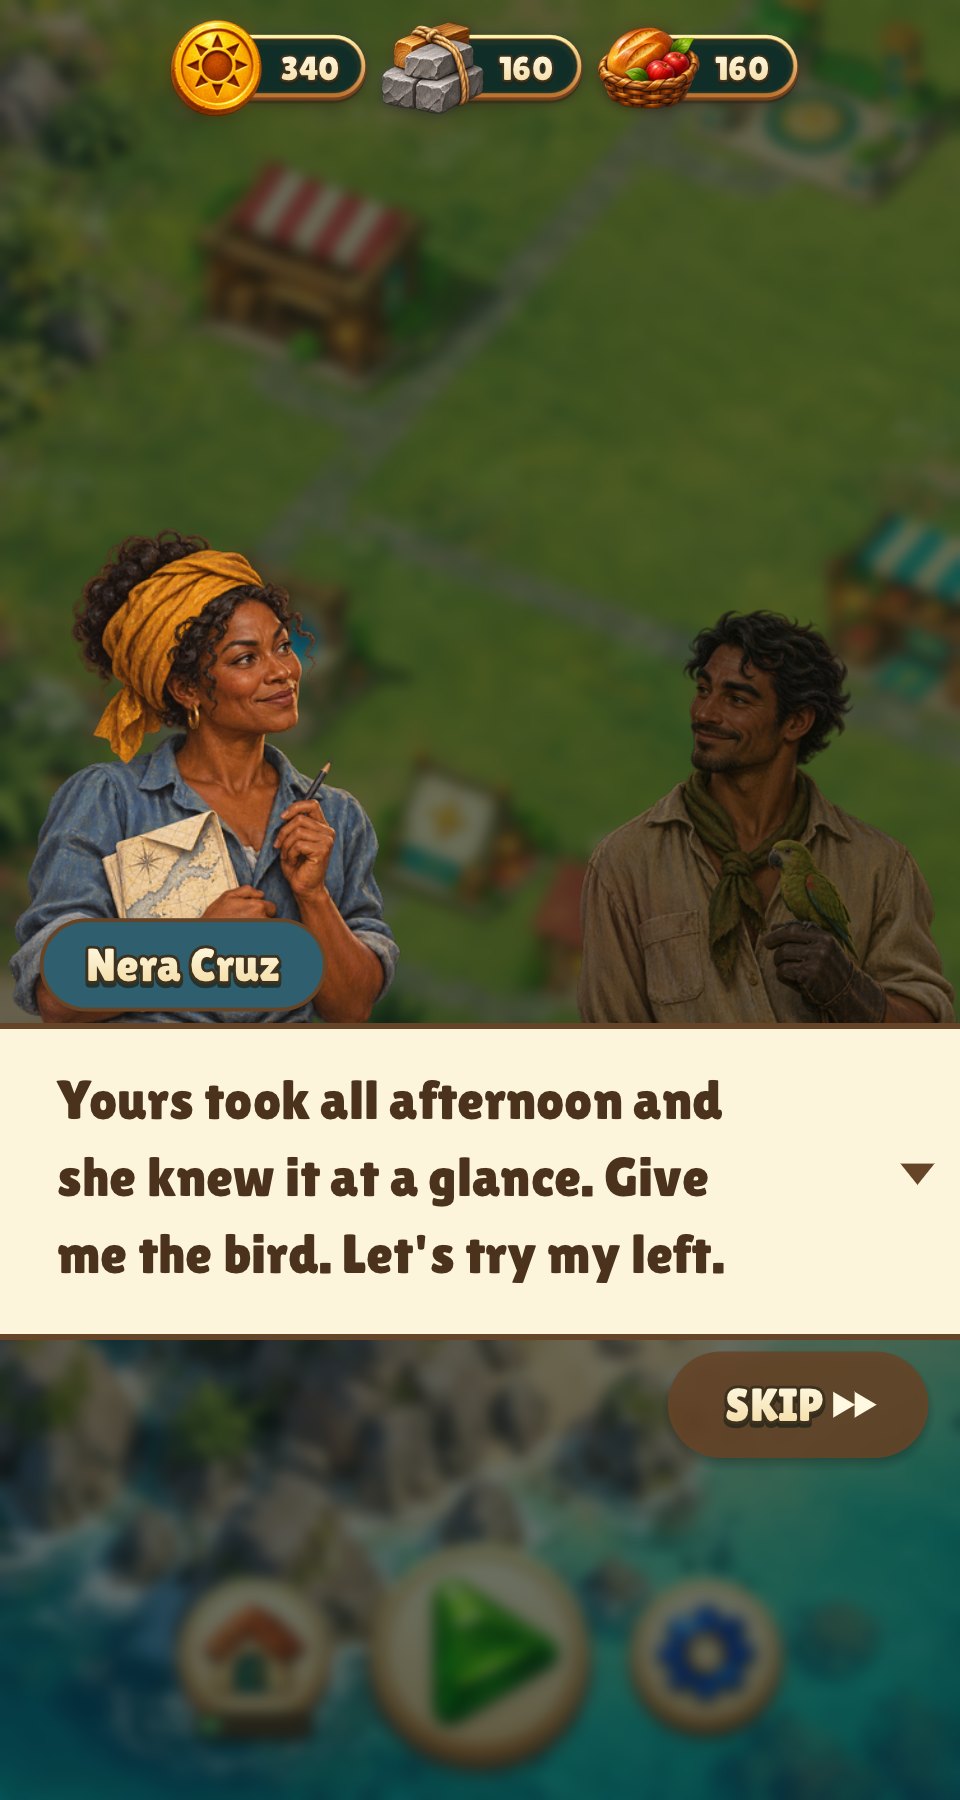 340
160
160
Nera Cruz
Yours took all afternoon and
she knew it at a glance. Give
me the bird. Let's try my left.
SKIP